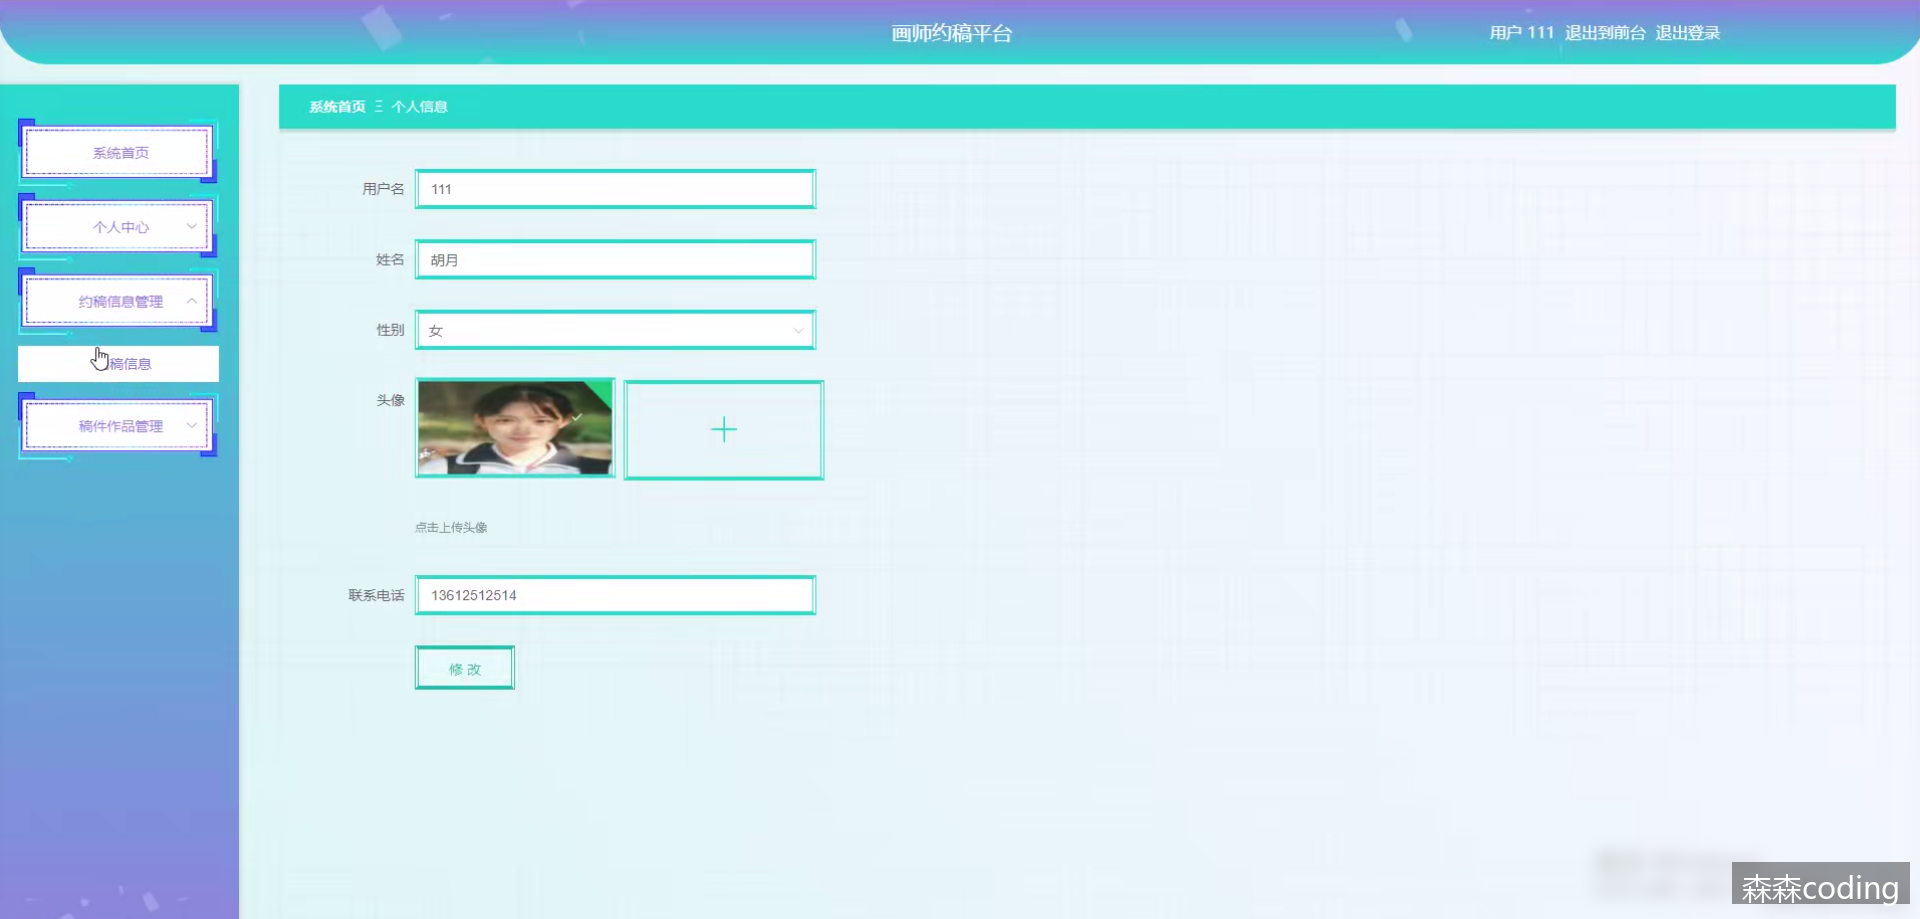 画师约稿平台
用户 111 退出到前台 退出登录
系统首页 Ξ 个人信息
系统首页
个人中心
约稿信息管理
稿信息
稿件作品管理
用户名 111
姓名 胡月
性别 女
头像
点击上传头像
联系电话 13612512514
修 改
森森coding